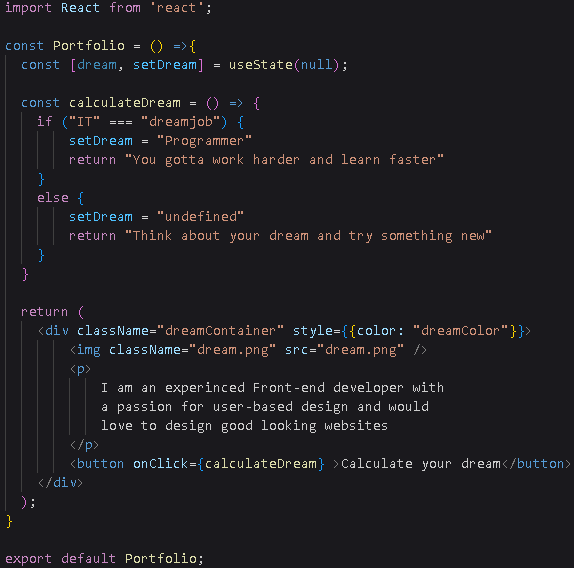 import React from 'react';

const Portfolio = () =>{
  const [dream, setDream] = useState(null);

  const calculateDream = () => {
    if ("IT" === "dreamjob") {
        setDream = "Programmer"
        return "You gotta work harder and learn faster"
    }
    else {
        setDream = "undefined"
        return "Think about your dream and try something new"
    }
  }

  return (
    <div className="dreamContainer" style={{color: "dreamColor"}}>
        <img className="dream.png" src="dream.png" />
        <p>
            I am an experinced Front-end developer with
            a passion for user-based design and would
            love to design good looking websites
        </p>
        <button onClick={calculateDream} >Calculate your dream</button>
    </div>
  );
}

export default Portfolio;